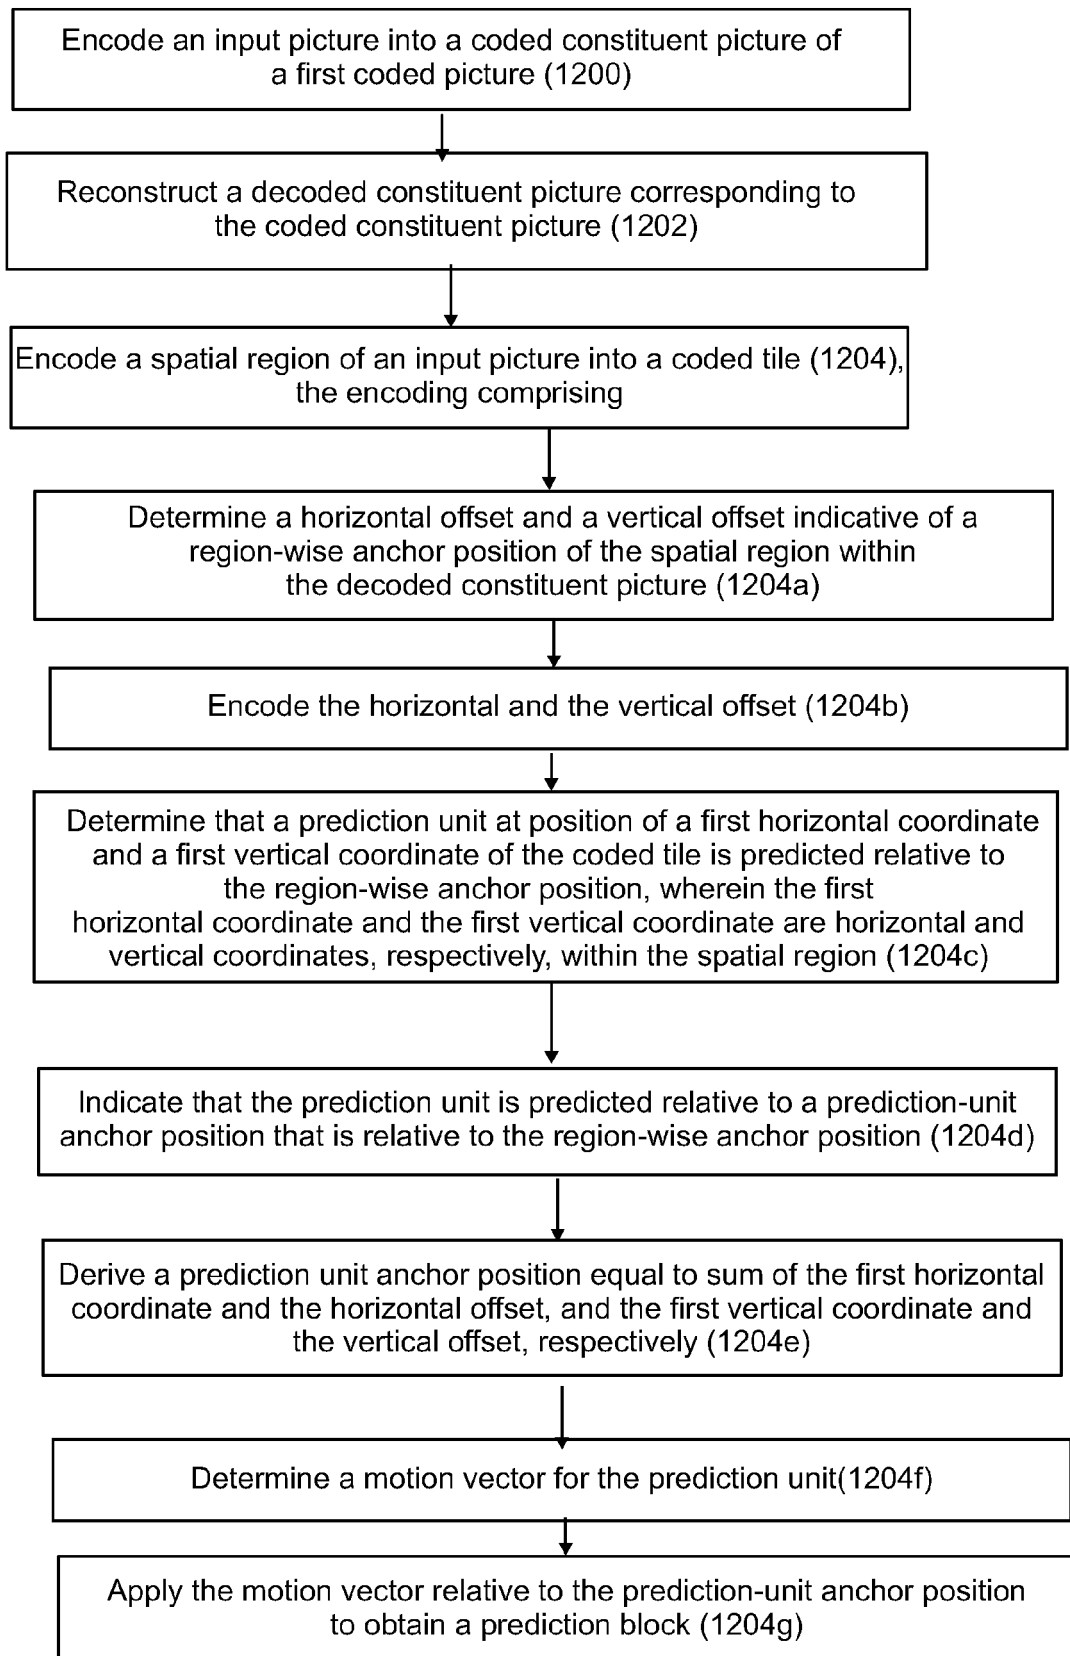 Encode an input picture into a coded constituent picture of
a first coded picture (1200)
Reconstruct a decoded constituent picture corresponding to
the coded constituent picture (1202)
Encode a spatial region of an input picture into a coded tile (1204),
the encoding comprising
Determine a horizontal offset and a vertical offset indicative of a
region-wise anchor position of the spatial region within
the decoded constituent picture (1204a)
Encode the horizontal and the vertical offset (1204b)
Determine that a prediction unit at position of a first horizontal coordinate
and a first vertical coordinate of the coded tile is predicted relative to
the region-wise anchor position, wherein the first
horizontal coordinate and the first vertical coordinate are horizontal and
vertical coordinates, respectively, within the spatial region (1204c)
Indicate that the prediction unit is predicted relative to a prediction-unit
anchor position that is relative to the region-wise anchor position (1204d)
Derive a prediction unit anchor position equal to sum of the first horizontal
coordinate and the horizontal offset, and the first vertical coordinate and
the vertical offset, respectively (1204e)
Determine a motion vector for the prediction unit(1204f)
Apply the motion vector relative to the prediction-unit anchor position
to obtain a prediction block (1204g)